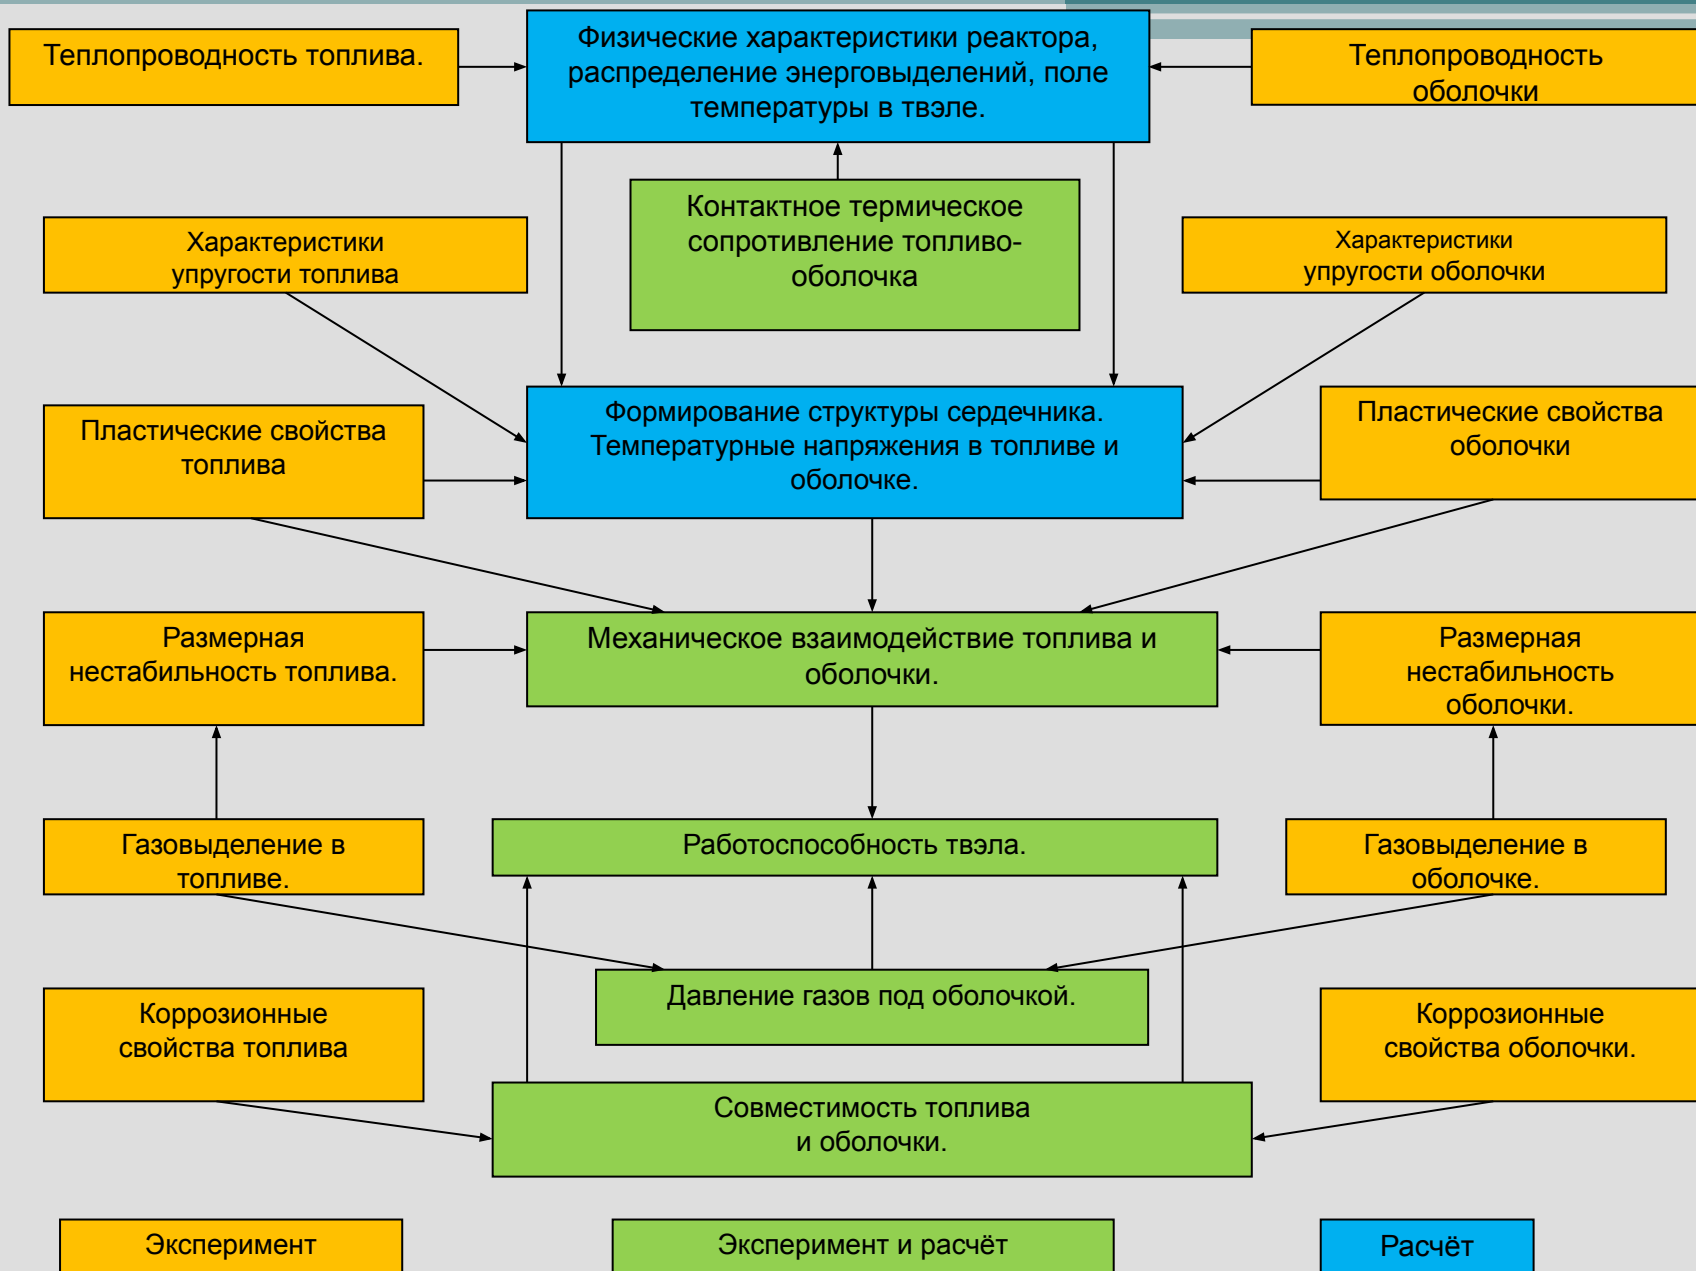 Теплопроводность топлива.
Физические характеристики реактора,
распределение энерговыделений, поле
температуры в твэле.
Теплопроводность
оболочки
Контактное термическое
сопротивление топливо-
оболочка
Характеристики
упругости топлива
Характеристики
упругости оболочки
Пластические свойства
топлива
Формирование структуры сердечника.
Температурные напряжения в топливе и
оболочке.
Пластические свойства
оболочки
Размерная
нестабильность топлива.
Механическое взаимодействие топлива и
оболочки.
Размерная
нестабильность
оболочки.
Газовыделение в
топливе.
Работоспособность твэла.
Газовыделение в
оболочке.
Давление газов под оболочкой.
Коррозионные
свойства топлива
Коррозионные
свойства оболочки.
Совместимость топлива
и оболочки.
Эксперимент
Эксперимент и расчёт
Расчёт